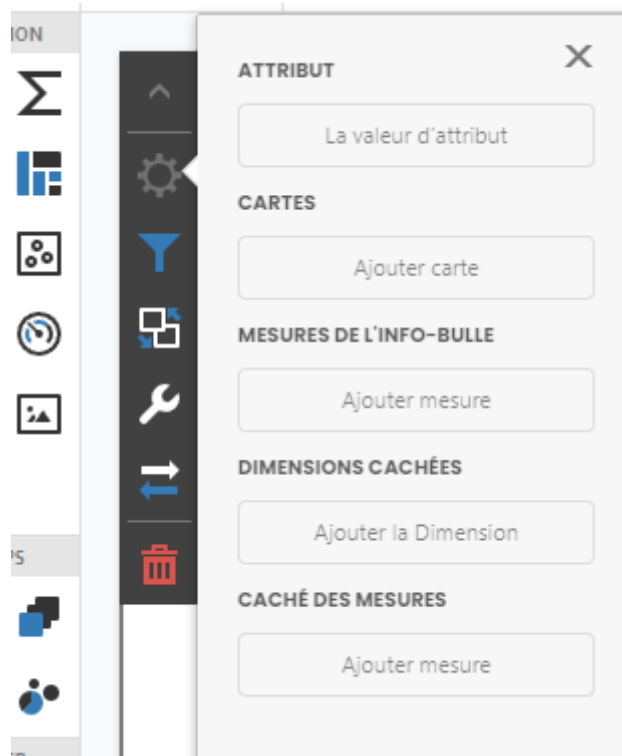 ION
ATTRIBUT
La valeur d'attribut
CARTES
Ajouter carte
MESURES DE L'INFO-BULLE
Ajouter mesure
DIMENSIONS CACHÉES
Ajouter la Dimension
CACHÉ DES MESURES
Ajouter mesure